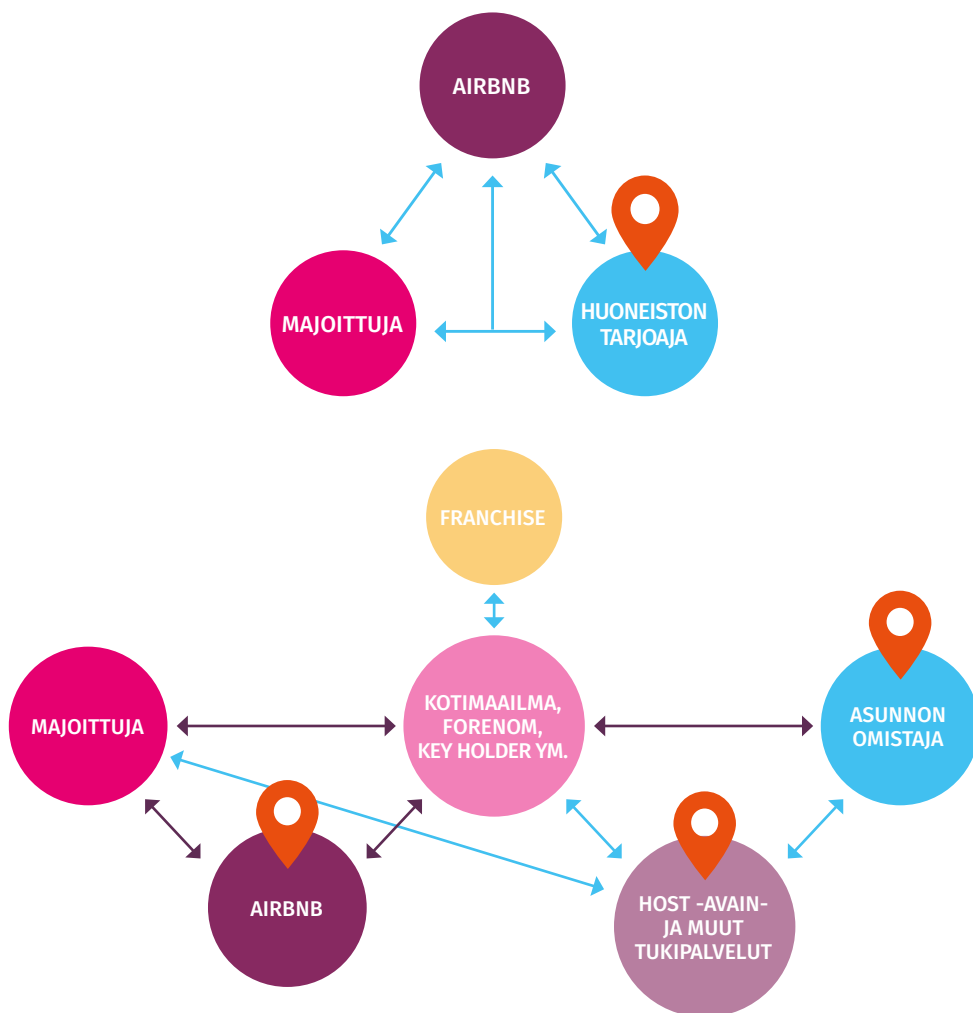 AIRBNB
MAJOITTUJA
HUONEISTON
TARJOAJA
FRANCHISE
MAJOITTUJA
KOTIMAAILMA,
FORENOM,
KEY HOLDER YM.
ASUNNON
OMISTAJA
AIRBNB
HOST -AVAIN-
JA MUUT
TUKIPALVELUT